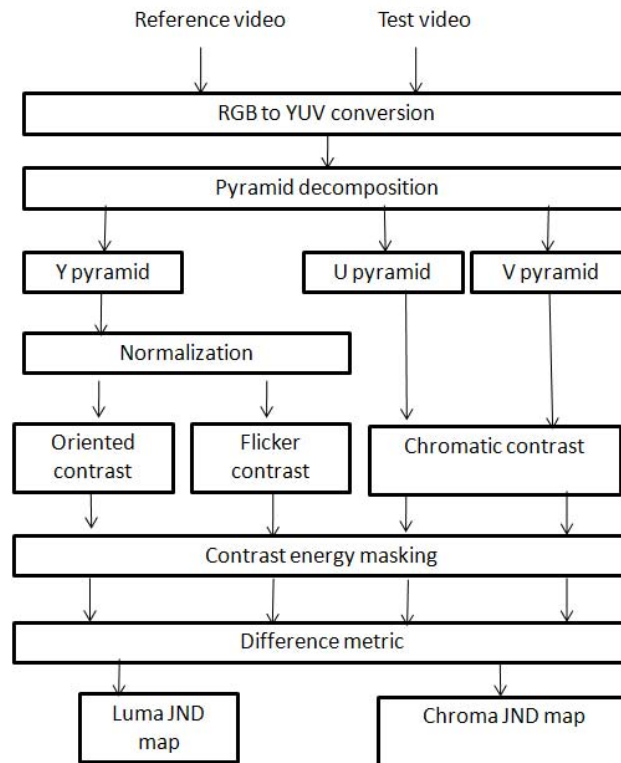 Reference video
Test video
RGB to YUV conversion
Pyramid decomposition
Y pyramid
U pyramid
V pyramid
Normalization
Oriented
contrast
Flicker
contrast
Chromatic contrast
Contrast energy masking
Difference metric
Luma JND
map
Chroma JND map